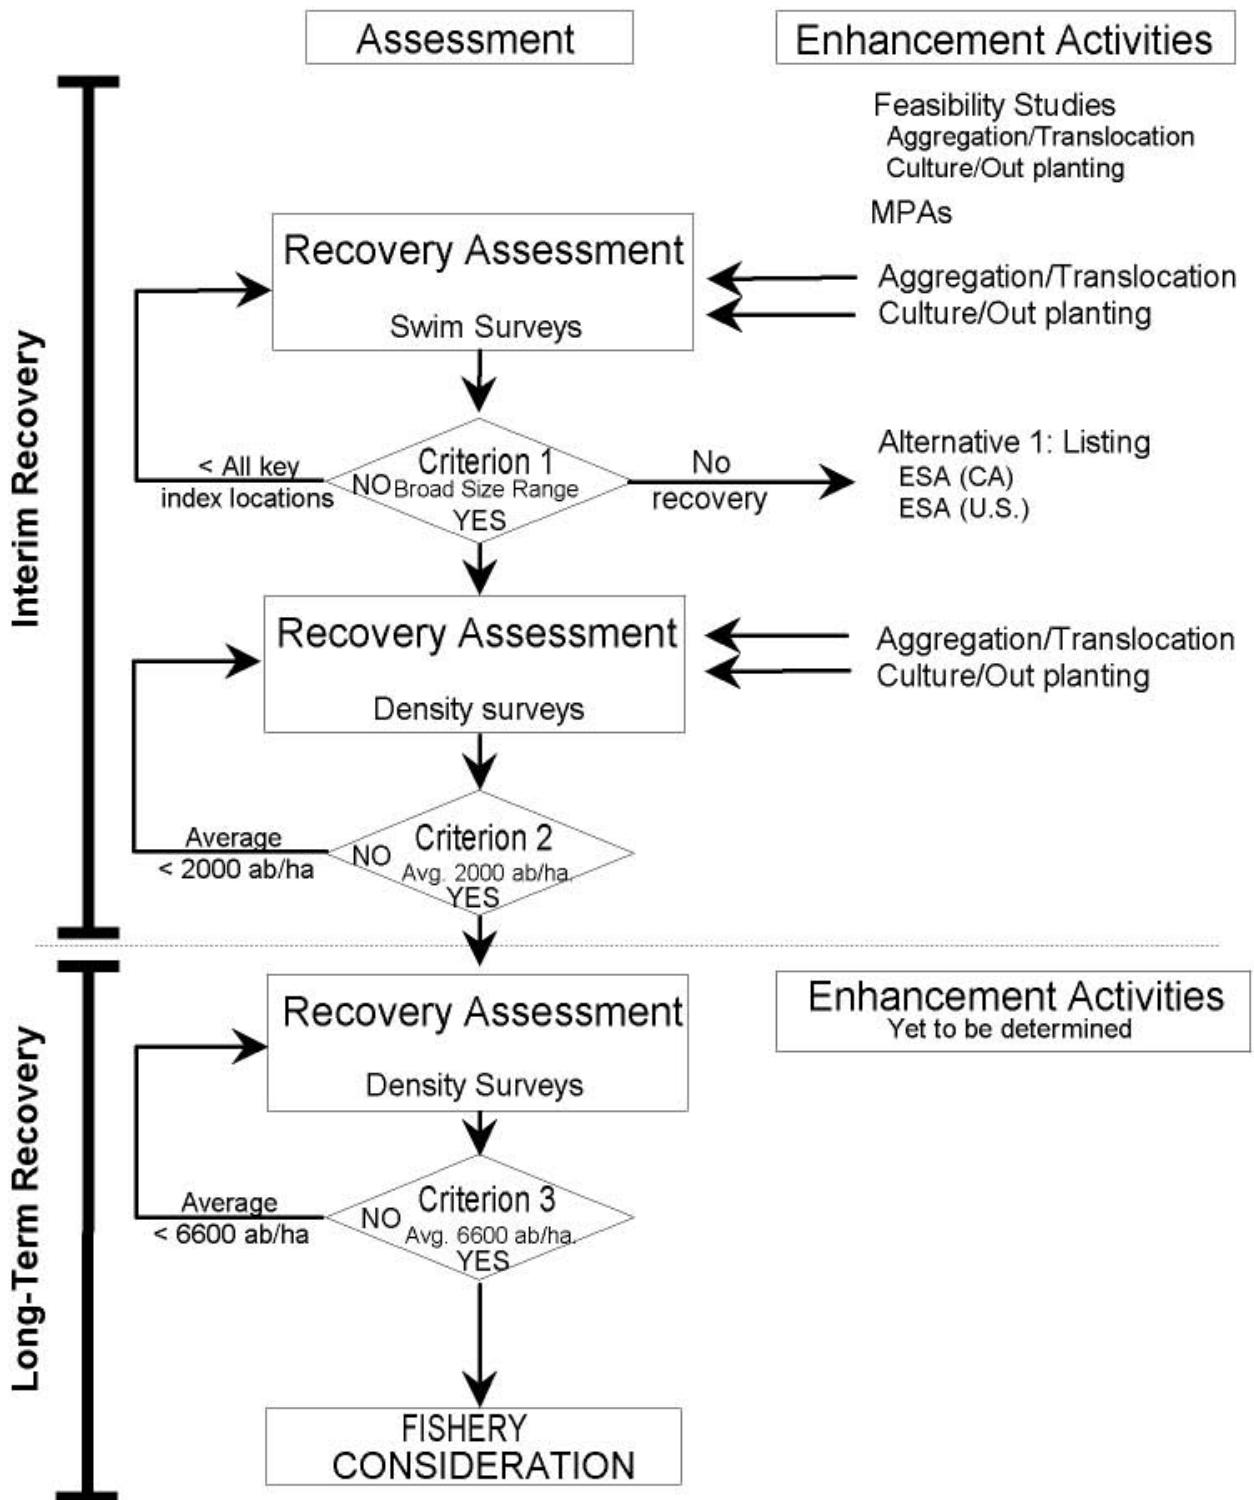 Assessment
Enhancement Activities
Feasibility Studies
Aggregation/Translocation
Culture/Out planting
MPAs
Interim Recovery
Recovery Assessment
Swim Surveys
Aggregation/Translocation
Culture/Out planting
< All key
index locations
Criterion 1
NO Broad Size Range
YES
No
recovery
Alternative 1: Listing
ESA (CA)
ESA (U.S.)
Recovery Assessment
Density surveys
Aggregation/Translocation
Culture/Out planting
Average
< 2000 ab/ha
Criterion 2
NO
Avg. 2000 ab/ha.
YES
Long-Term Recovery
Recovery Assessment
Density Surveys
Enhancement Activities
Yet to be determined
Average
< 6600 ab/ha
Criterion 3
NO
Avg. 6600 ab/ha.
YES
FISHERY
CONSIDERATION